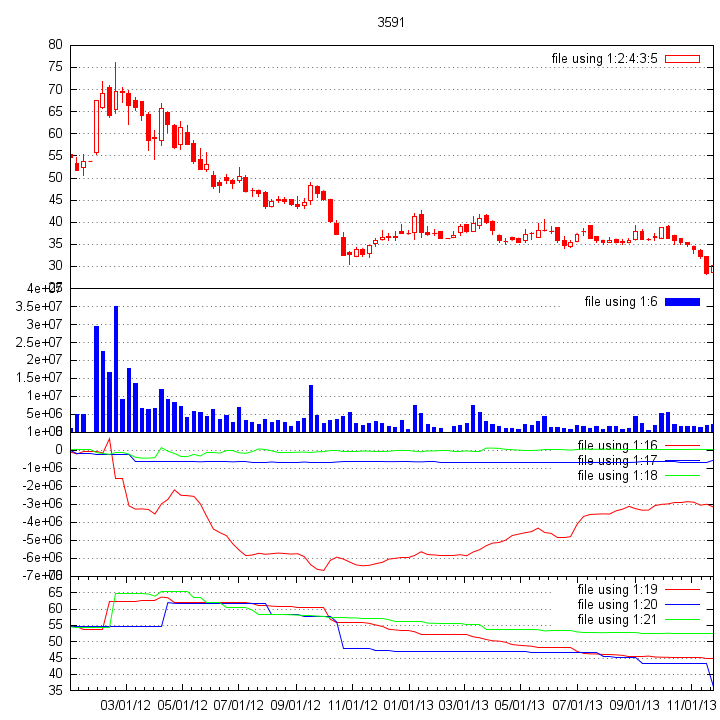 3591
80
file using 1:2:4:3:5
75
70
65
60
55
50
45
40
35
30
4e+07
file using 1:6
3.5e+07
3e+07
2.5e+07
2e+07
1.5e+07
1e+07
5e+06
0
file using 1:16
-1e+06
file using 1:17
file using 1:18
-2e+06
-3e+06
-4e+06
-5e+06
-6e+06
-7e+06
65
file using 1:19
60
file using 1:20
55
file using 1:21
50
45
40
35
03/01/12 05/01/12 07/01/12 09/01/12 11/01/12 01/01/13 03/01/13 05/01/13 07/01/13 09/01/13 11/01/13